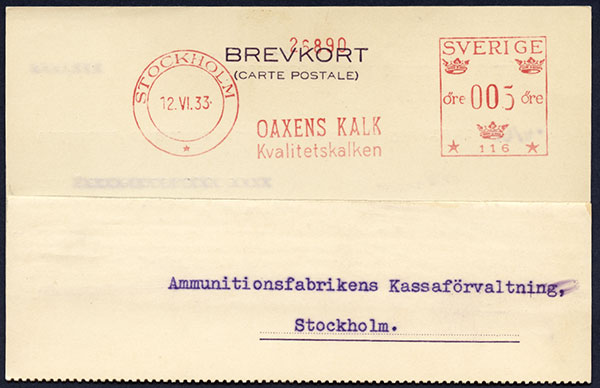 26890
BREVKORT
(CARTE POSTALE)
STOCKHOLM
12.VI.33.
OAXENS KALK
Kvalitetskalken
SVERIGE
öre 005 öre
116
Ammunitionsfabrikens Kassaförvaltning,
Stockholm.